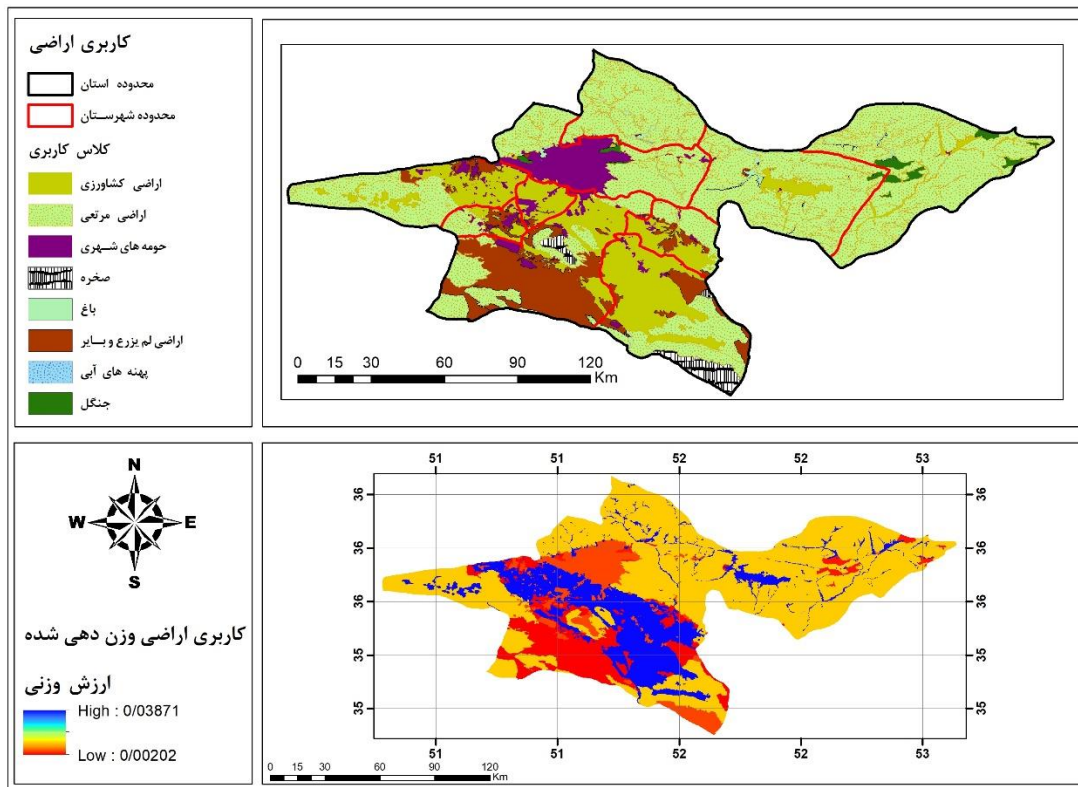 کاربری اراضی
محدوده استان
محدوده شهرستان
کلاس کاربری
اراضی کشاورزی
اراضی مرتعی
حومه های شهری
صخره
باغ
اراضی لم یزرع و بایر
پهنه های آبی
جنگل
0 15 30 60 90 120
Km
N
W E
S
کاربری اراضی وزن دهی شده
ارزش وزنی
High : 0/03871
Low : 0/00202
51 51 52 52 53
36 36
36 36
36 36
35 35
35 35
51 51 52 52 53
0 15 30 60 90 120
Km